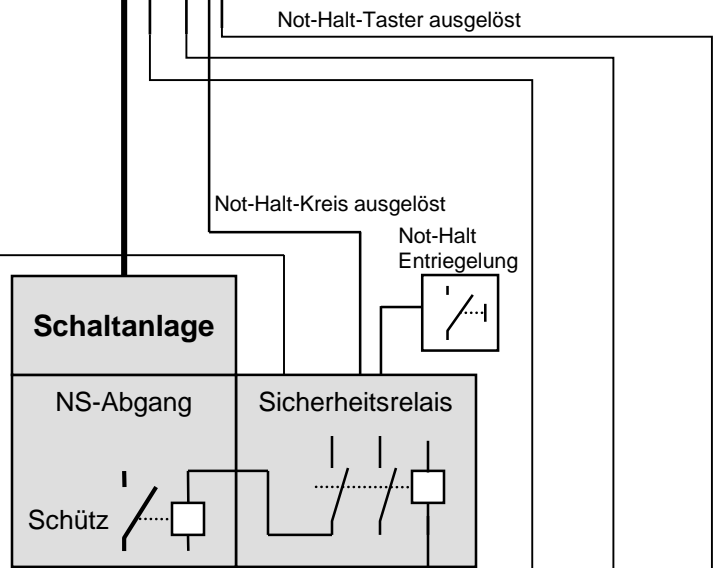 Not-Halt-Taster ausgelöst
Not-Halt-Kreis ausgelöst
Not-Halt
Entriegelung
Schaltanlage
NS-Abgang
Sicherheitsrelais
Schütz